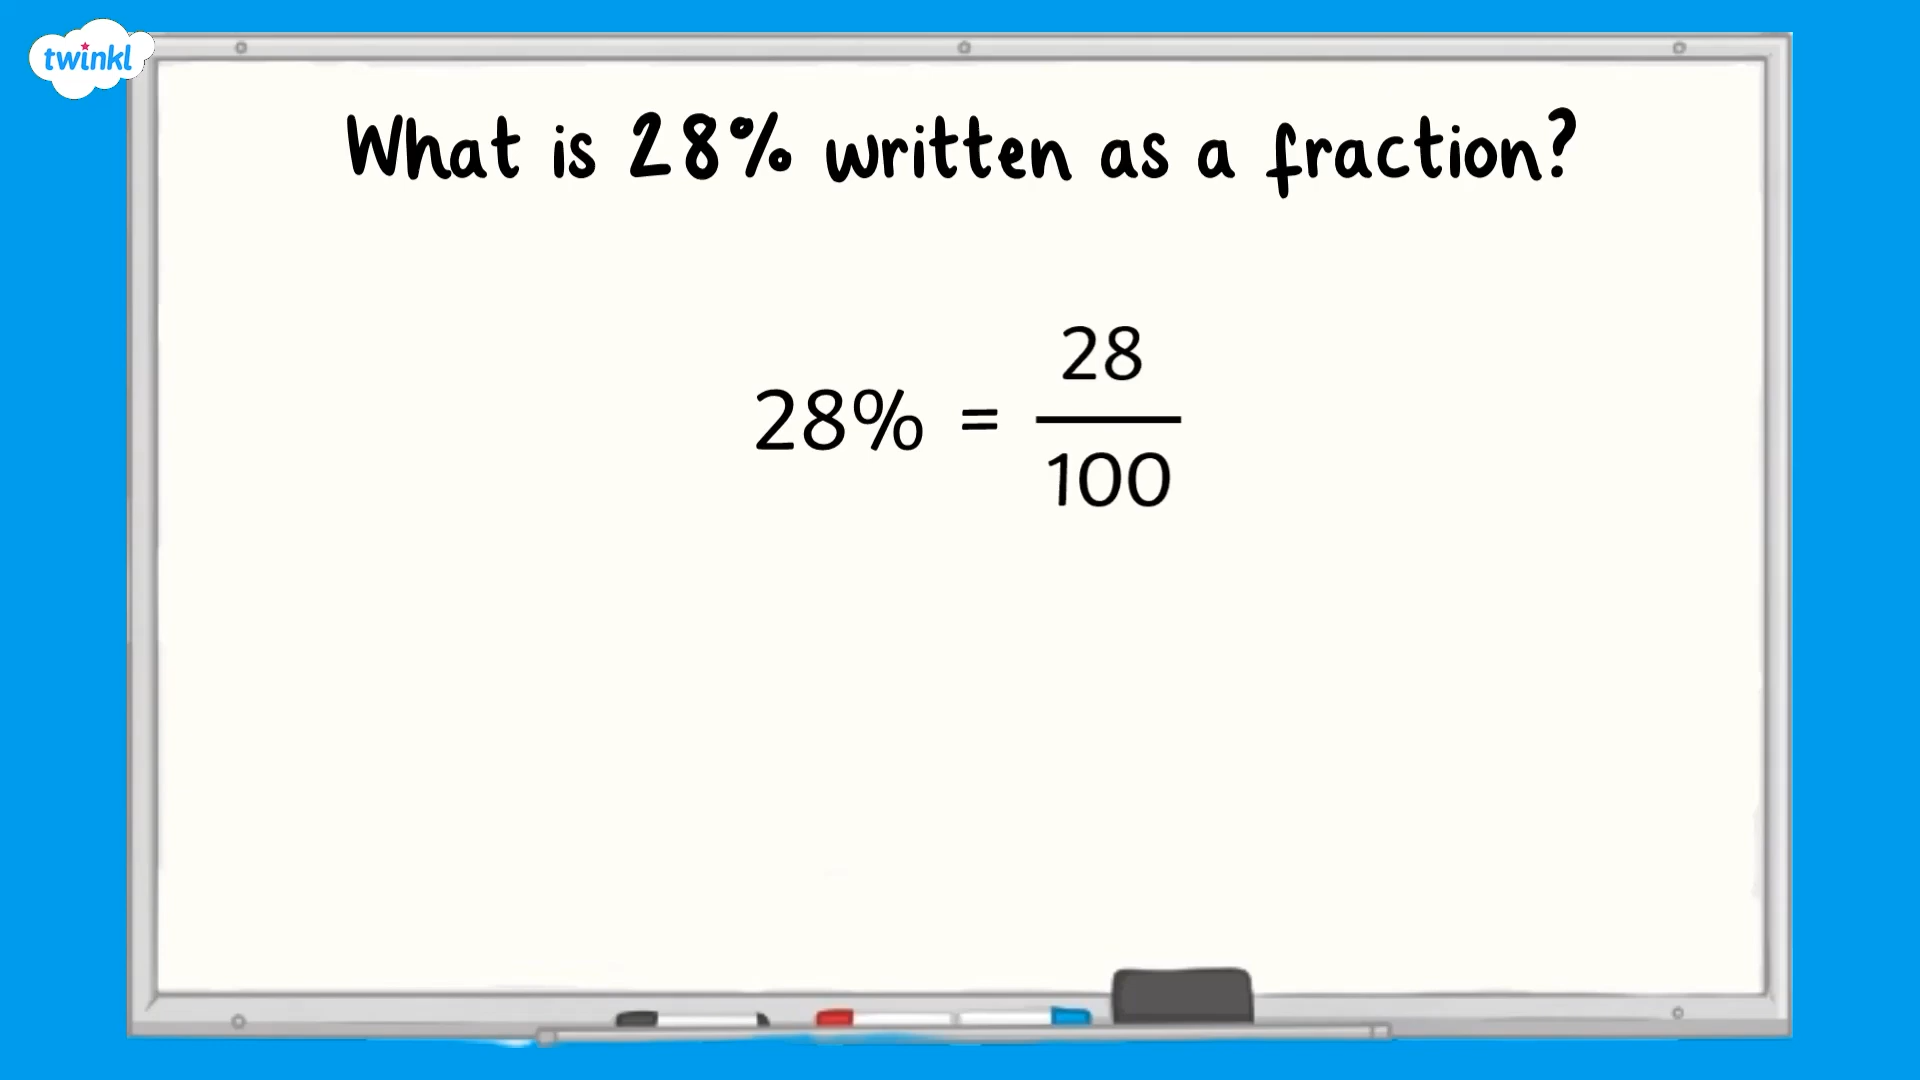 twinkl
What is 28% written as a fraction?
28
28% =
100